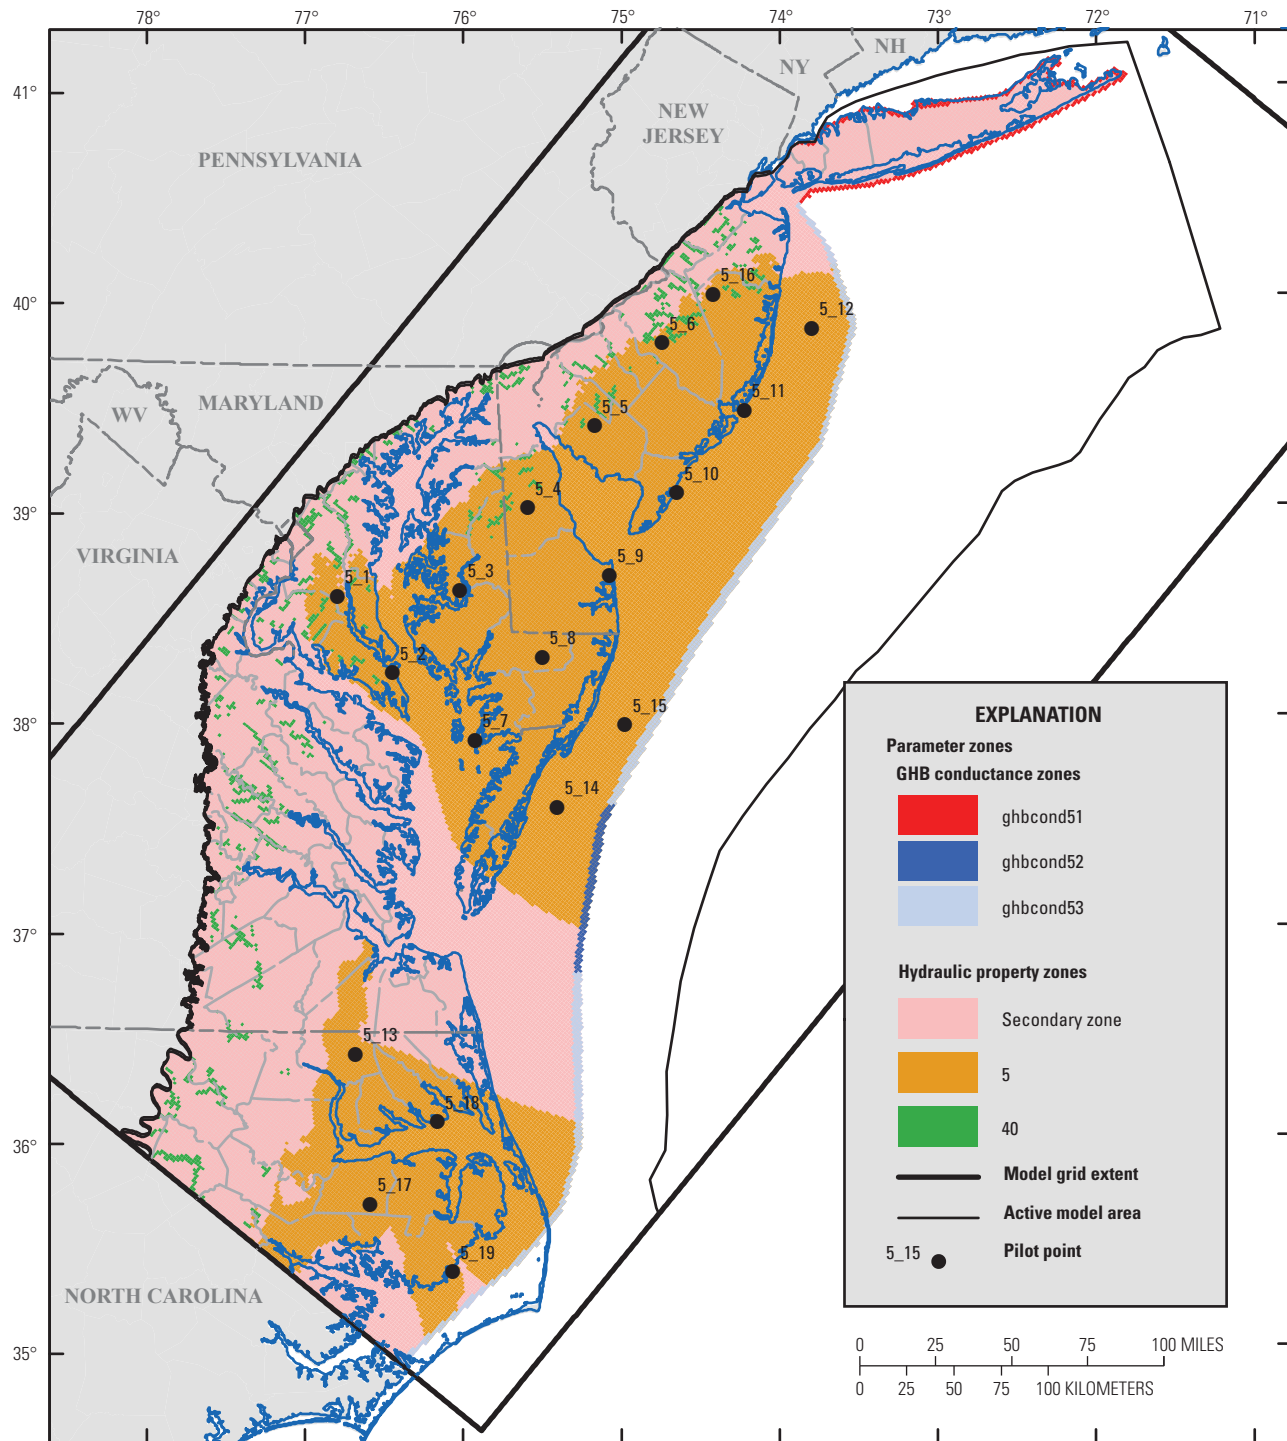 78° 77° 76° 75° 74° 73° 72° 71°
NH
NY
41°
NEW
JERSEY
PENNSYLVANIA
5_16
40°
5_12
5_6
WV
MARYLAND
5_11
5_5
5_10
5_4
39°
VIRGINIA
5_9
5_3
5_1
5_8
5_2
5_15
38°
5_7
5_14
37°
5_13
5_18
36°
5_17
5_19
NORTH CAROLINA
35°
EXPLANATION
Parameter zones
GHB conductance zones
ghbcond51
ghbcond52
ghbcond53
Hydraulic property zones
Secondary zone
5
40
Model grid extent
Active model area
5_15 Pilot point
0 25 50 75 100 MILES
0 25 50 75 100 KILOMETERS